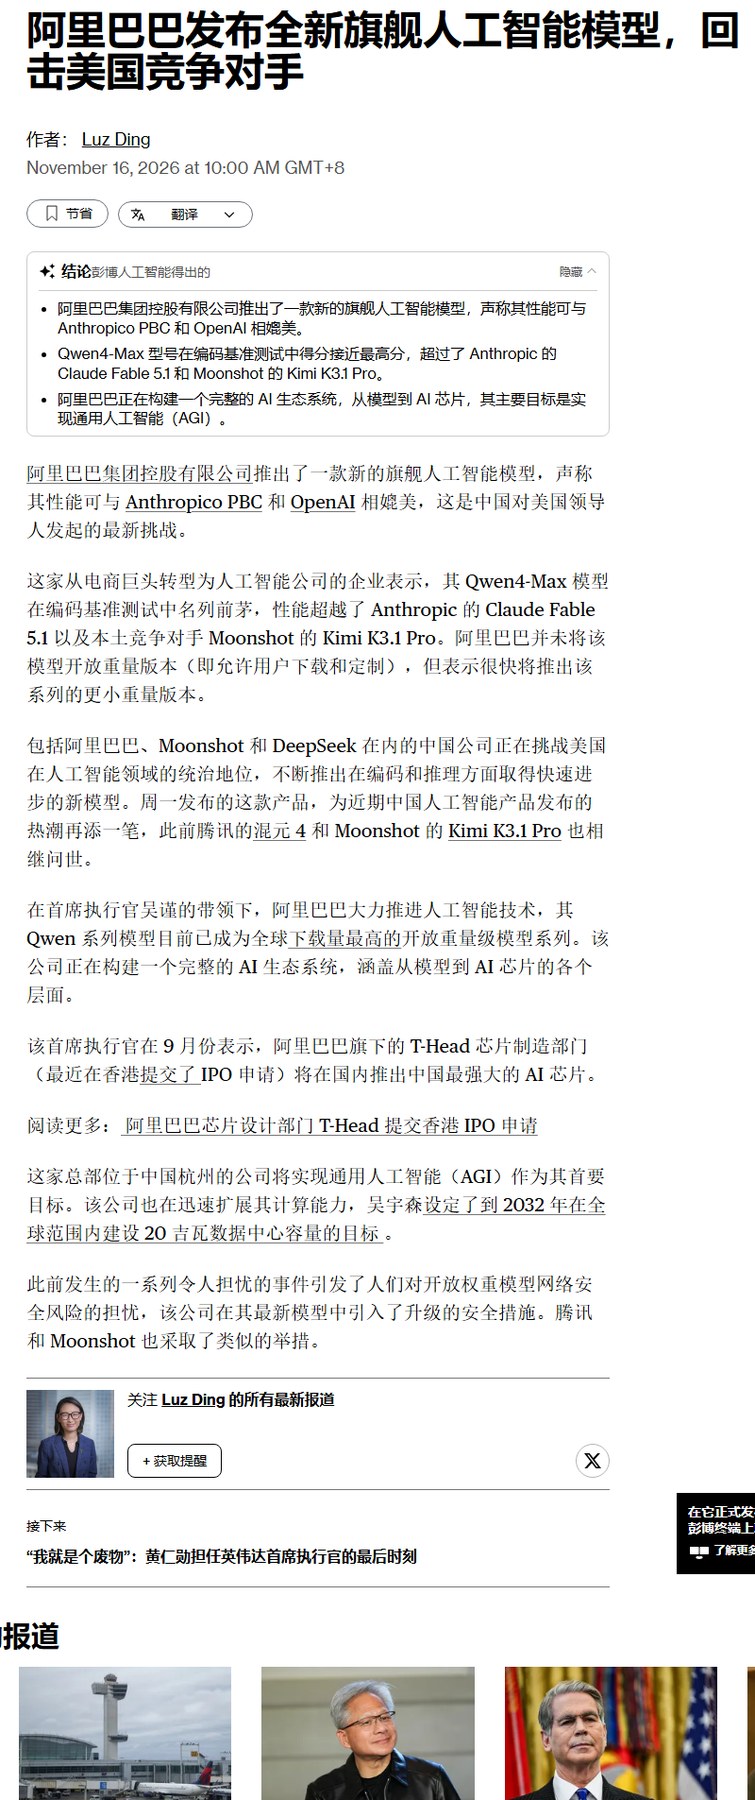 阿里巴巴发布全新旗舰人工智能模型，回
击美国竞争对手
作者： Luz Ding
November 16, 2026 at 10:00 AM GMT+8
节省
翻译
结论彭博人工智能得出的
隐藏
• 阿里巴巴集团控股有限公司推出了一款新的旗舰人工智能模型，声称其性能可与
Anthropico PBC 和 OpenAI 相媲美。
• Qwen4-Max 型号在编码基准测试中得分接近最高分，超过了 Anthropic 的
Claude Fable 5.1 和 Moonshot 的 Kimi K3.1 Pro。
• 阿里巴巴正在构建一个完整的 AI 生态系统，从模型到 AI 芯片，其主要目标是实
现通用人工智能（AGI）。
阿里巴巴集团控股有限公司推出了一款新的旗舰人工智能模型，声称
其性能可与 Anthropico PBC 和 OpenAI 相媲美，这是中国对美国领导
人发起的最新挑战。
这家从电商巨头转型为人工智能公司的企业表示，其 Qwen4-Max 模型
在编码基准测试中名列前茅，性能超越了 Anthropic 的 Claude Fable
5.1 以及本土竞争对手 Moonshot 的 Kimi K3.1 Pro。阿里巴巴并未将该
模型开放重量版本（即允许用户下载和定制），但表示很快将推出该
系列的更小重量版本。
包括阿里巴巴、Moonshot 和 DeepSeek 在内的中国公司正在挑战美国
在人工智能领域的统治地位，不断推出在编码和推理方面取得快速进
步的新模型。周一发布的这款产品，为近期中国人工智能产品发布的
热潮再添一笔，此前腾讯的混元 4 和 Moonshot 的 Kimi K3.1 Pro 也相
继问世。
在首席执行官吴谨的带领下，阿里巴巴大力推进人工智能技术，其
Qwen 系列模型目前已成为全球下载量最高的开放重量级模型系列。该
公司正在构建一个完整的 AI 生态系统，涵盖从模型到 AI 芯片的各个
层面。
该首席执行官在 9 月份表示，阿里巴巴旗下的 T-Head 芯片制造部门
（最近在香港提交了 IPO 申请）将在国内推出中国最强大的 AI 芯片。
阅读更多： 阿里巴巴芯片设计部门 T-Head 提交香港 IPO 申请
这家总部位于中国杭州的公司将实现通用人工智能（AGI）作为其首要
目标。该公司也在迅速扩展其计算能力，吴宇森设定了到 2032 年在全
球范围内建设 20 吉瓦数据中心容量的目标 。
此前发生的一系列令人担忧的事件引发了人们对开放权重模型网络安
全风险的担忧，该公司在其最新模型中引入了升级的安全措施。腾讯
和 Moonshot 也采取了类似的举措。
关注 Luz Ding 的所有最新报道
+ 获取提醒
接下来
“我就是个废物”：黄仁勋担任英伟达首席执行官的最后时刻
在它正式发
彭博终端上
了解更多
报道